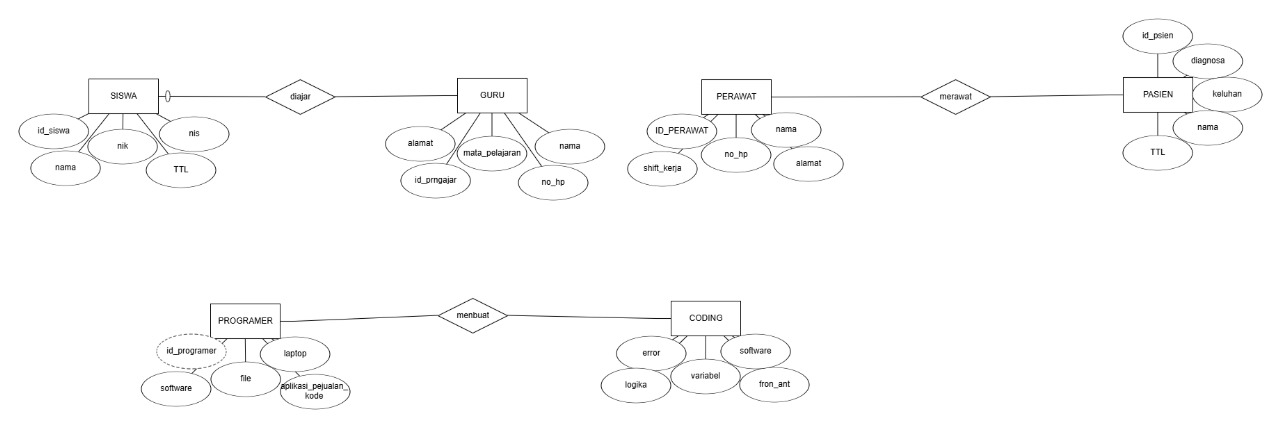 SISWA
diajar
GURU
id_siswa
nama
nik
TTL
nis
alamat
id_prngajar
mata_pelajaran
no_hp
nama
PERAWAT
merawat
PASIEN
ID_PERAWAT
shift_kerja
no_hp
nama
alamat
id_psien
diagnosa
keluhan
nama
TTL
PROGRAMER
menbuat
CODING
id_programer
software
file
laptop
aplikasi_pejualan_
kode
error
logika
variabel
software
fron_ant